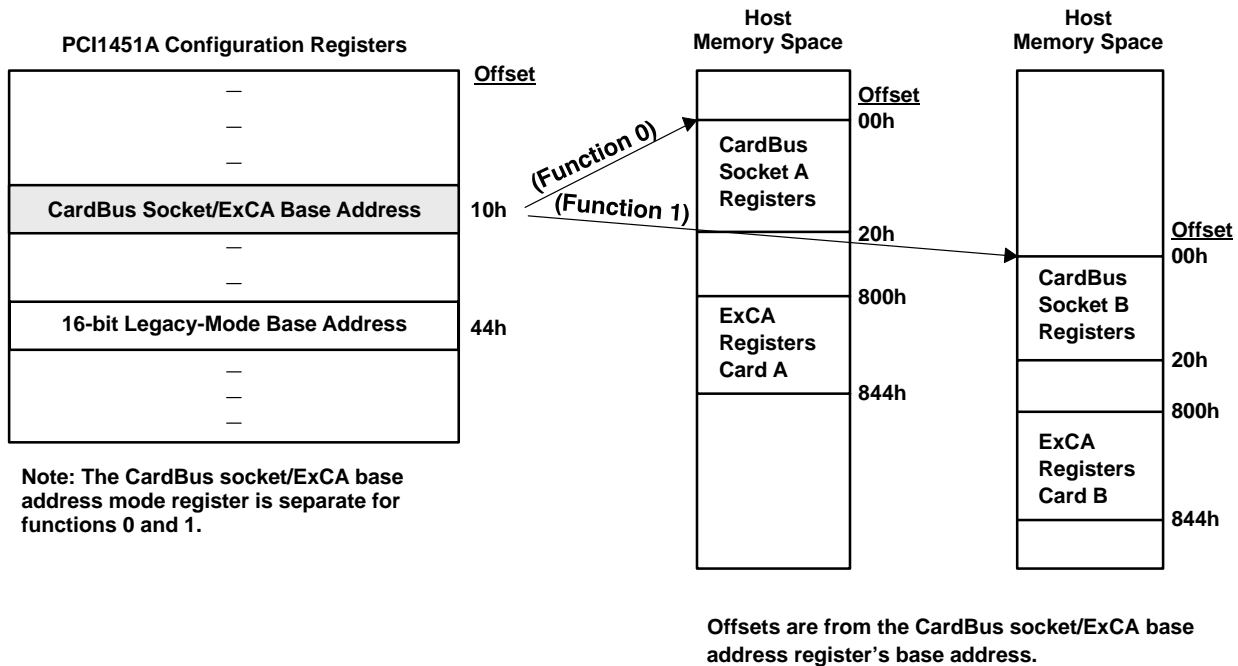 PCI1451A Configuration Registers
Offset
—
—
—
CardBus Socket/ExCA Base Address
10h
—
—
16-bit Legacy-Mode Base Address
44h
—
—
—
Note: The CardBus socket/ExCA base
address mode register is separate for
functions 0 and 1.
(Function 0)
(Function 1)
Host
Memory Space
Offset
00h
CardBus
Socket A
Registers
20h
800h
ExCA
Registers
Card A
844h
Host
Memory Space
Offset
00h
CardBus
Socket B
Registers
20h
800h
ExCA
Registers
Card B
844h
Offsets are from the CardBus socket/ExCA base
address register's base address.